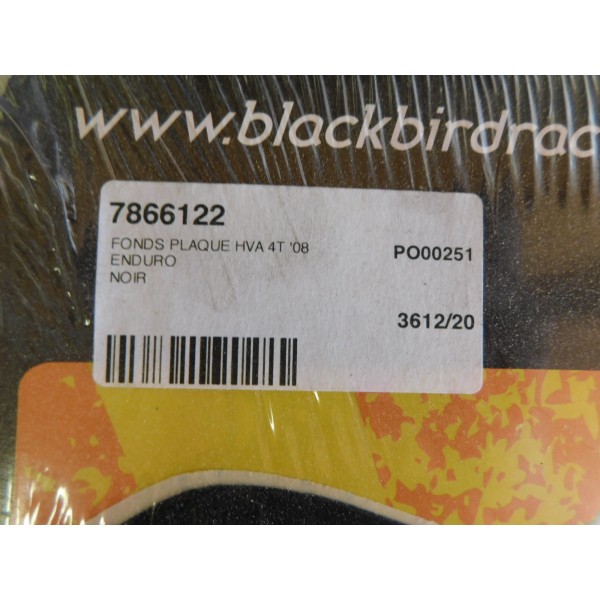 www.blackbirdrac
7866122
FONDS PLAQUE HVA 4T '08
ENDURO
NOIR
PO00251
3612/20